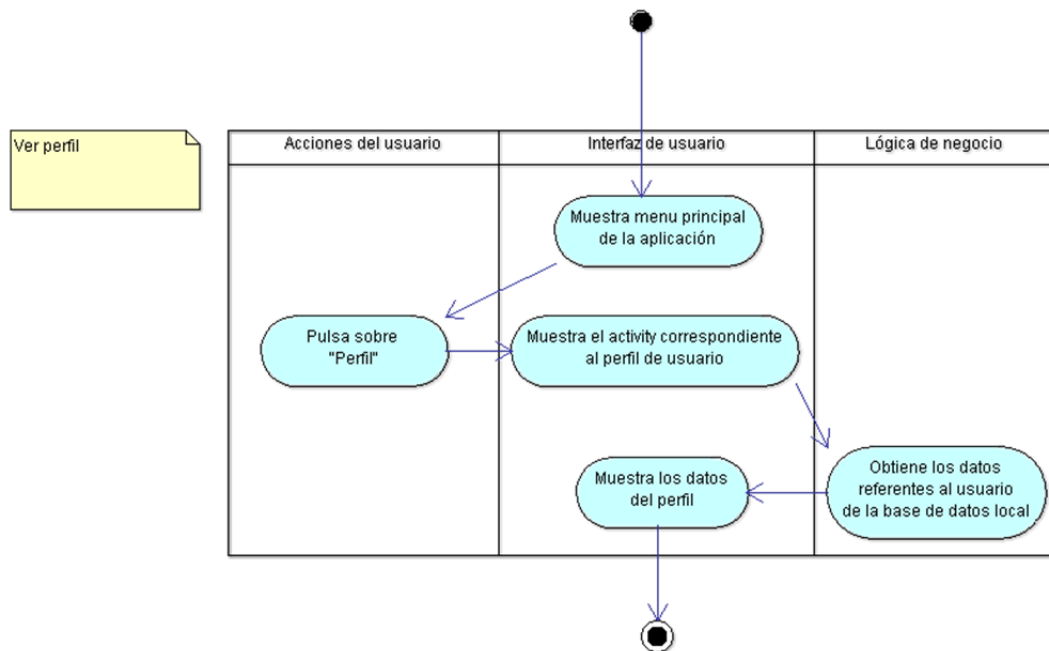 Ver perfil
Acciones del usuario
Interfaz de usuario
Lógica de negocio
Muestra menu principal
de la aplicación
Pulsa sobre
"Perfil"
Muestra el activity correspondiente
al perfil de usuario
Obtiene los datos
referentes al usuario
de la base de datos local
Muestra los datos
del perfil